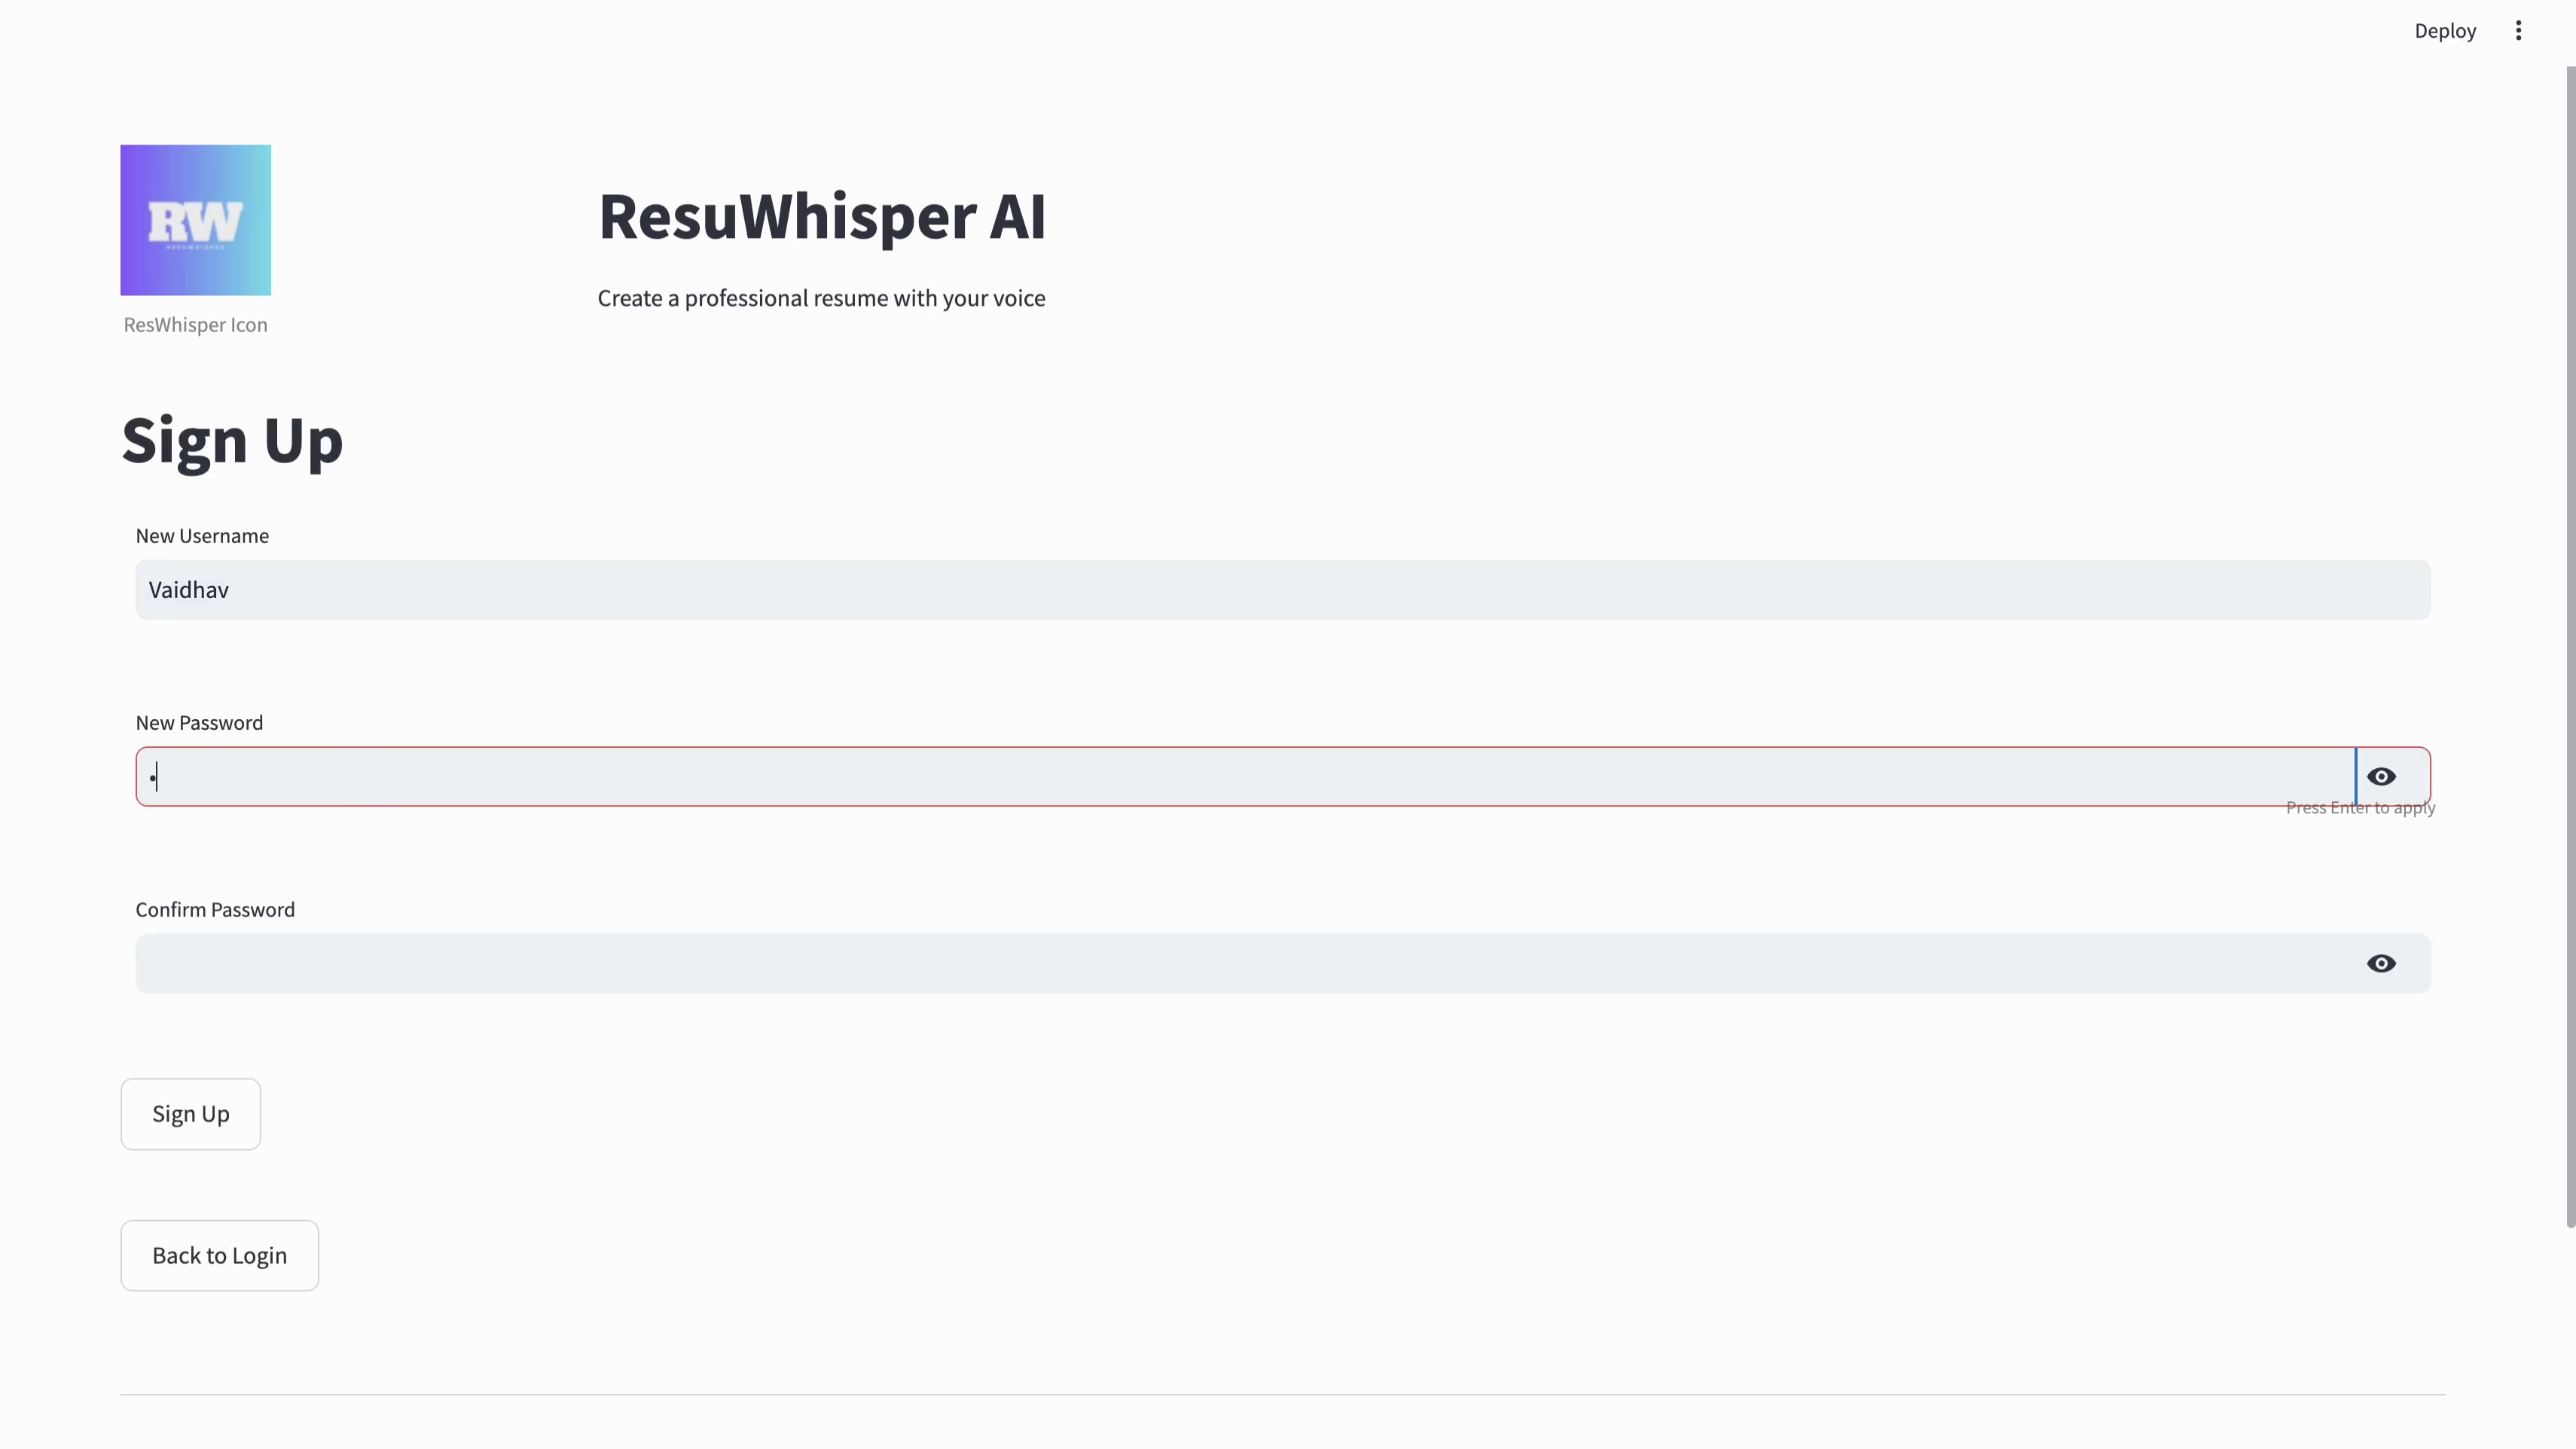 Deploy
RW
RESUWHISPER
ResWhisper Icon
ResuWhisper AI
Create a professional resume with your voice
Sign Up
New Username
Vaidhav
New Password
•
Press Enter to apply
Confirm Password
Sign Up
Back to Login